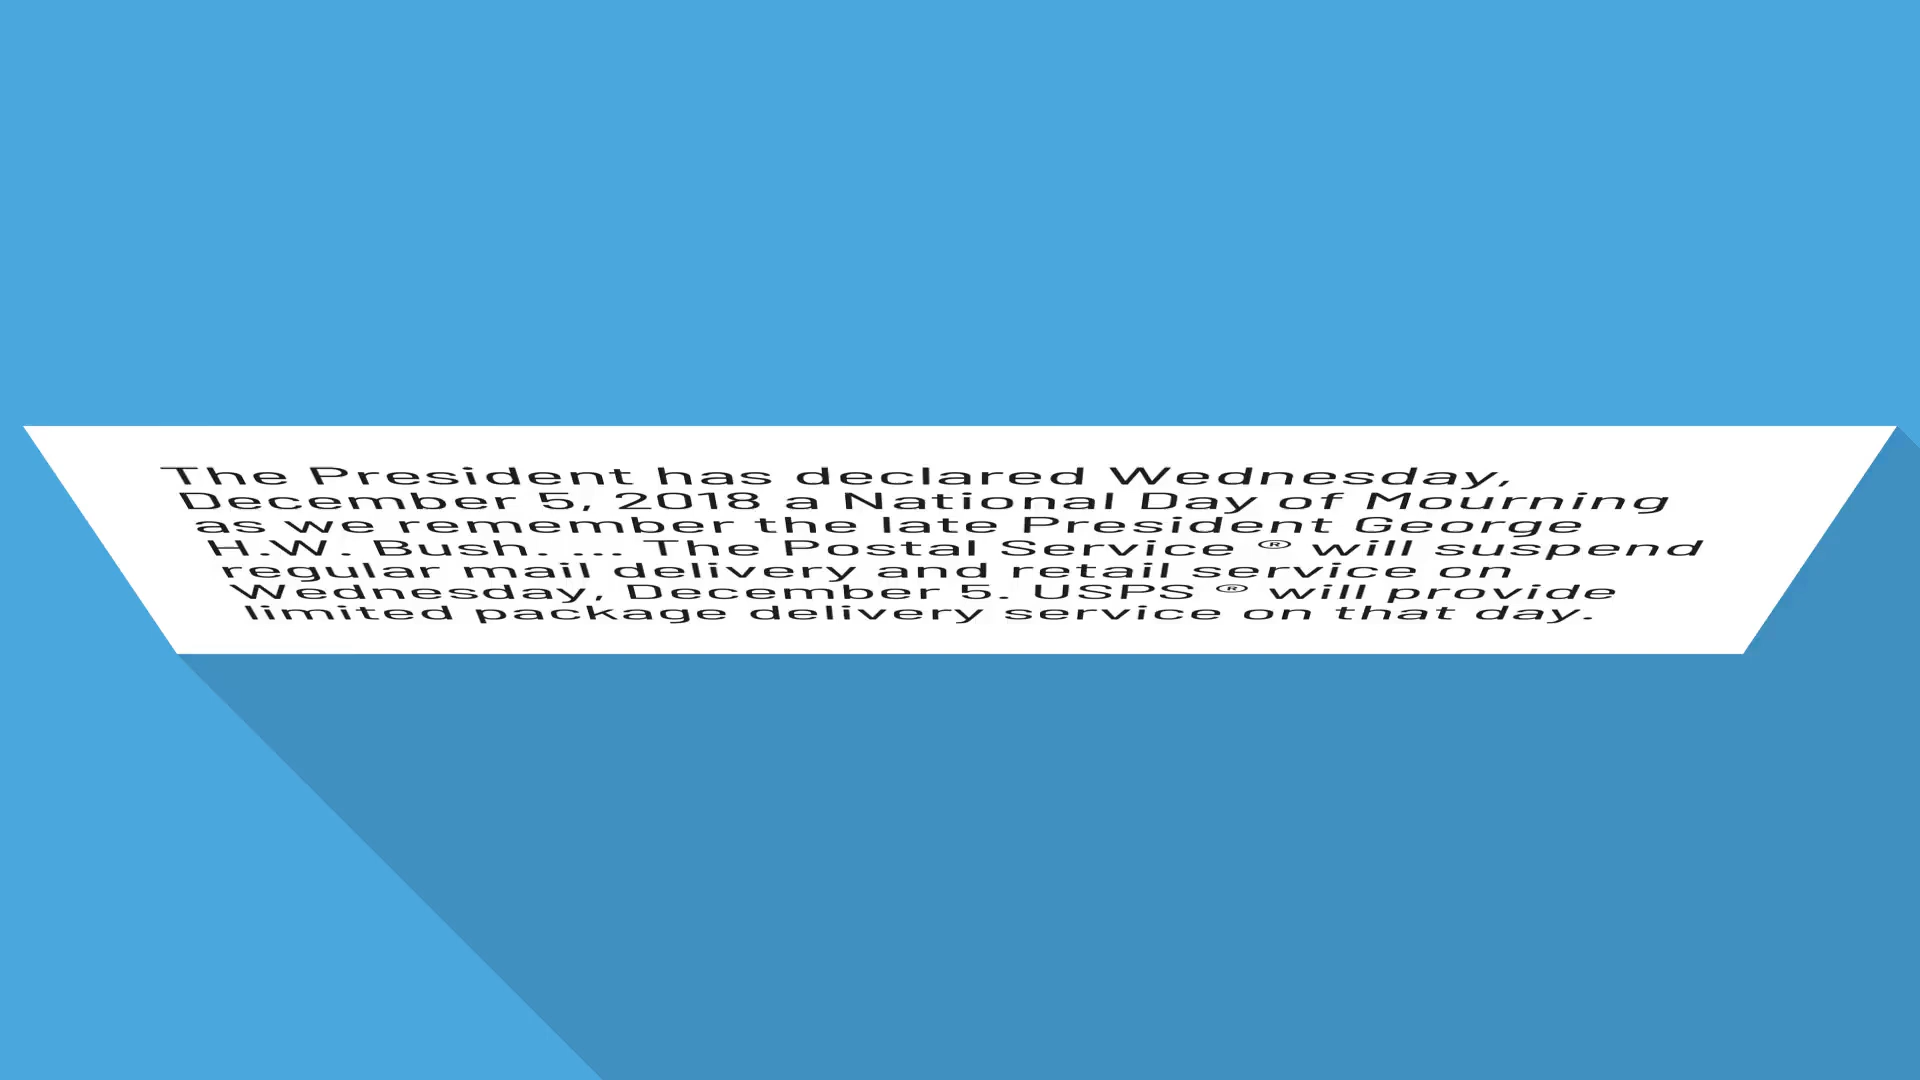 The President has declared Wednesday,
December 5, 2018 a National Day of Mourning
as we remember the late President George
H.W. Bush. ... The Postal Service ® will suspend
regular mail delivery and retail service on
Wednesday, December 5. USPS ® will provide
limited package delivery service on that day.